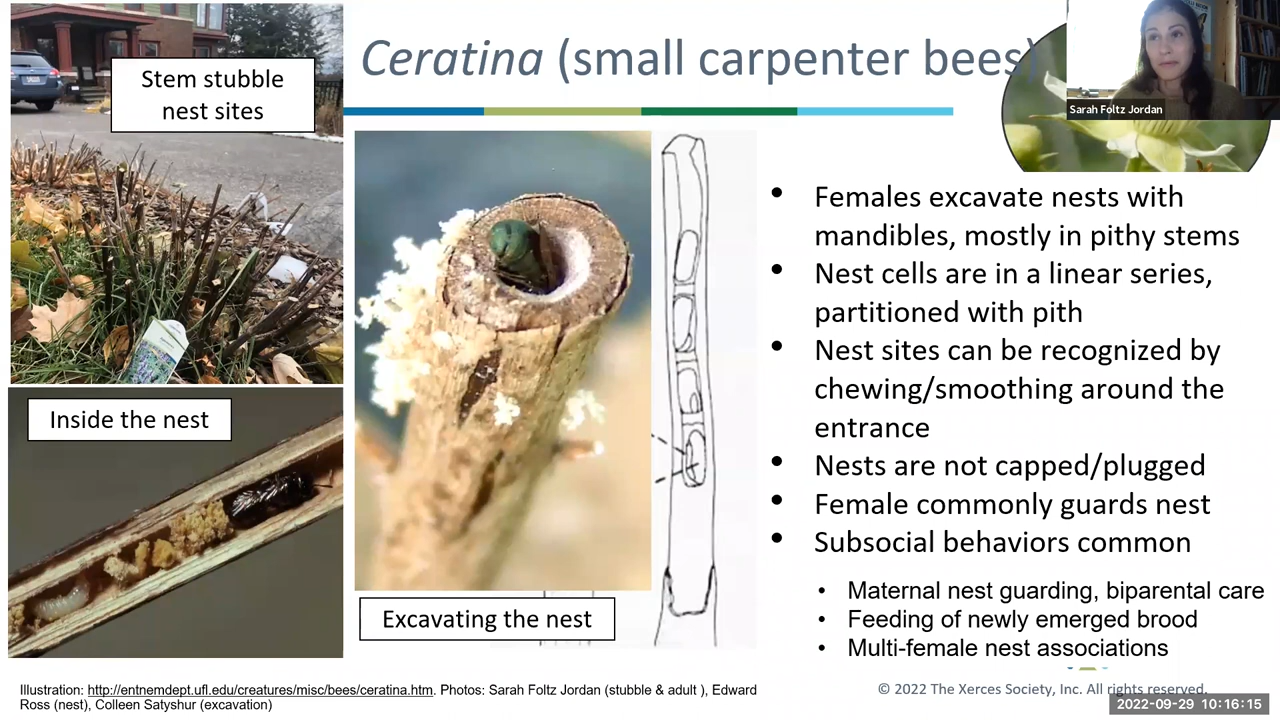 Stem stubble
nest sites
Ceratina (small carpenter bees)
Sarah Foltz Jordan
Inside the nest
Excavating the nest
• Females excavate nests with
mandibles, mostly in pithy stems
• Nest cells are in a linear series,
partitioned with pith
• Nest sites can be recognized by
chewing/smoothing around the
entrance
• Nests are not capped/plugged
• Female commonly guards nest
• Subsocial behaviors common
• Maternal nest guarding, biparental care
• Feeding of newly emerged brood
• Multi-female nest associations
Illustration: http://entnemdept.ufl.edu/creatures/misc/bees/ceratina.htm. Photos: Sarah Foltz Jordan (stubble & adult ), Edward
Ross (nest), Colleen Satyshur (excavation)
© 2022 The Xerces Society, Inc. All rights reserved.
2022-09-29 10:16:15